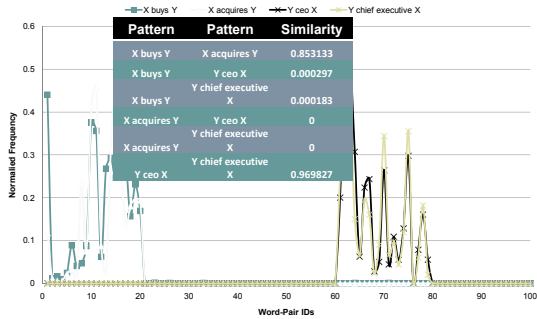 X buys Y X acquires Y Y ceo X Y chief executive X
Pattern Pattern Similarity
X buys Y X acquires Y 0.853133
X buys Y Y ceo X 0.000297
Y chief executive
X buys Y X 0.000183
X acquires Y Y ceo X 0
Y chief executive
X acquires Y X 0
Y chief executive
Y ceo X X 0.969827
0.6
0.5
0.4
0.3
0.2
0.1
0
Normalied Frequency
0 10 20 30 40 50 60 70 80 90 100
Word-Pair IDs